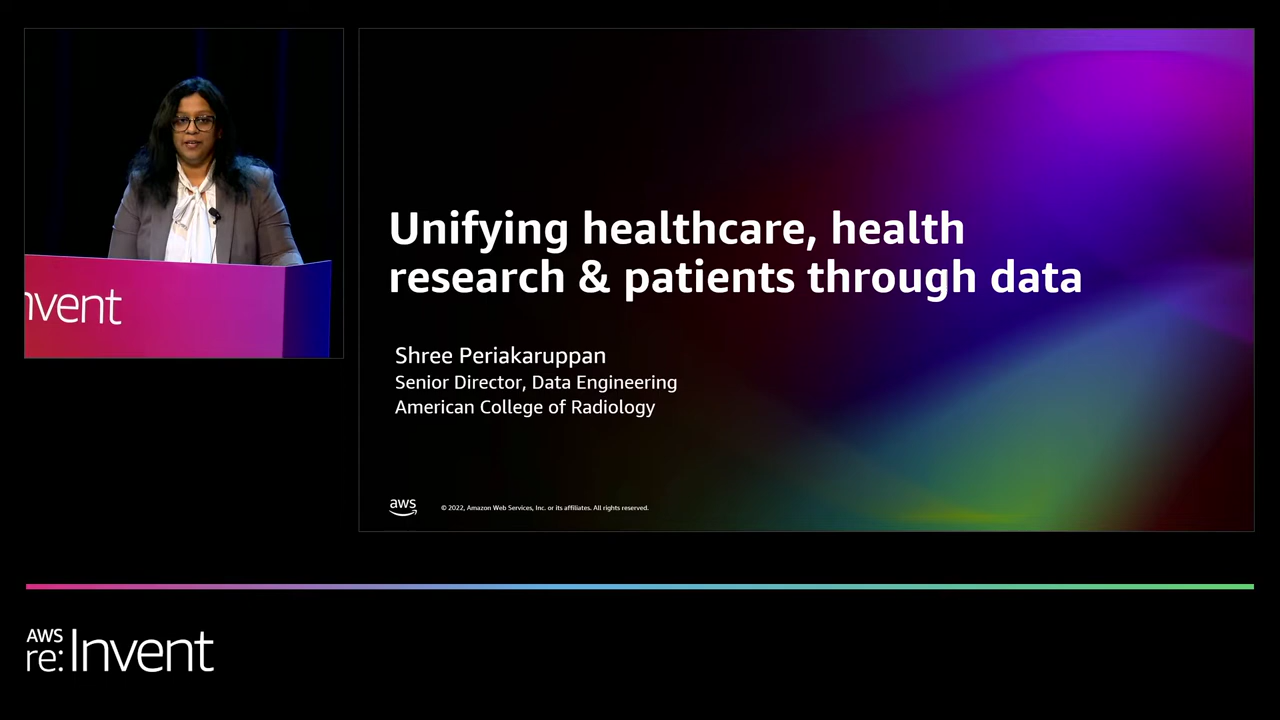 Unifying healthcare, health
research & patients through data
Shree Periakaruppan
Senior Director, Data Engineering
American College of Radiology
aws
© 2022, Amazon Web Services, Inc. or its affiliates. All rights reserved.
nvent
AWS
re:Invent